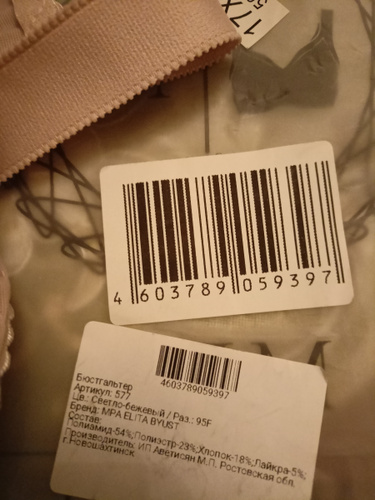 17X
4 603789 059397
4603789059397
Бюстгальтер
Артикул: 577
Цв.: Светло-бежевый / Раз.: 95F
Бренд: MPA ELITA BYUST
Состав:
Полиамид-54%;Полиэстр-23%;Хлопок-18%;Лайкра-5%;
Производитель: ИП Аветисян М.Л. Ростовская обл,
г.Новошахтинск